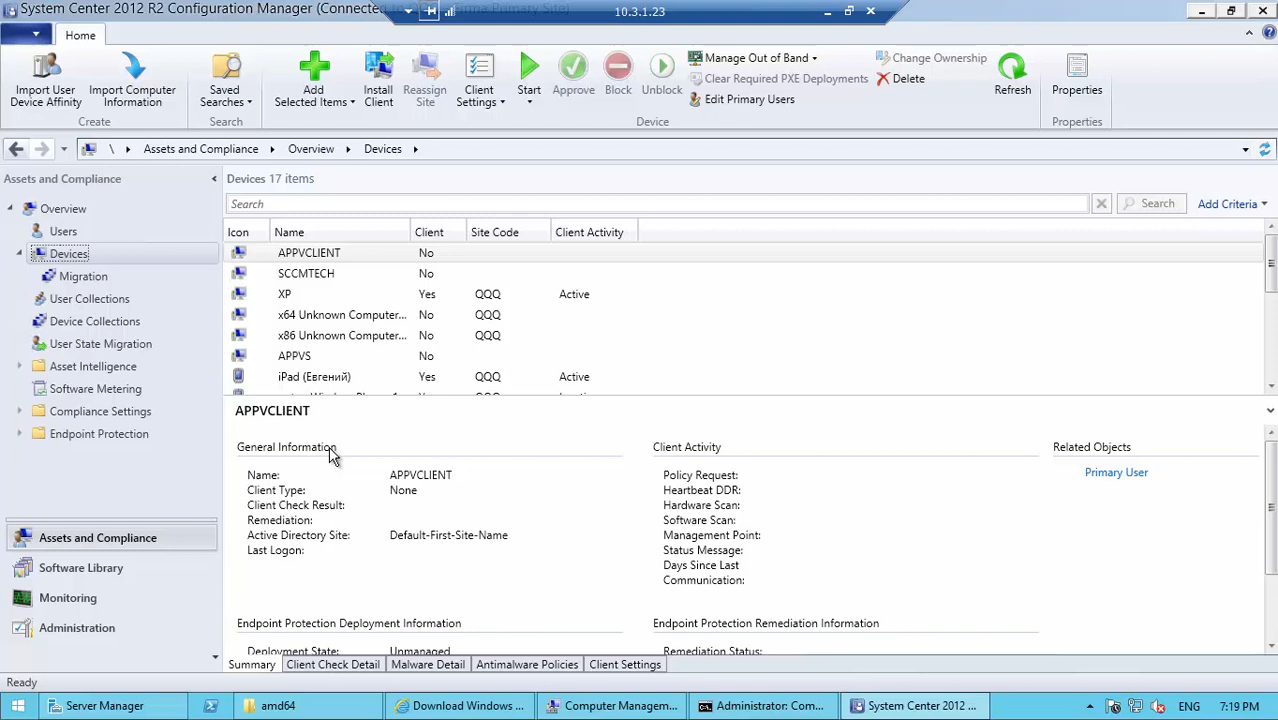 System Center 2012 R2 Configuration Manager (Connected to
Primary Site)
10.3.1.23
Home
Import User
Device Affinity
Import Computer
Information
Create
Saved
Searches
Search
Add
Selected Items
Install
Client
Reassign
Site
Client
Settings
Start
Approve
Block
Unblock
Manage Out of Band
Clear Required PXE Deployments
Edit Primary Users
Change Ownership
Delete
Device
Refresh
Properties
Properties
\ Assets and Compliance Overview Devices
Assets and Compliance
Overview
Users
Devices
Migration
User Collections
Device Collections
User State Migration
Asset Intelligence
Software Metering
Compliance Settings
Endpoint Protection
Assets and Compliance
Software Library
Monitoring
Administration
Devices 17 items
Search
Search
Add Criteria
Icon Name Client Site Code Client Activity
APPVCLIENT No
SCCMTECH No
XP Yes QQQ Active
x64 Unknown Computer... No QQQ
x86 Unknown Computer... No QQQ
APPVS No
iPad (Евгений) Yes QQQ Active
APPVCLIENT
General Information
Name: APPVCLIENT
Client Type: None
Client Check Result:
Remediation:
Active Directory Site: Default-First-Site-Name
Last Logon:
Client Activity
Policy Request:
Heartbeat DDR:
Hardware Scan:
Software Scan:
Management Point:
Status Message:
Days Since Last
Communication:
Related Objects
Primary User
Endpoint Protection Deployment Information
Deployment State: Unmanaged
Endpoint Protection Remediation Information
Remediation Status:
Summary Client Check Detail Malware Detail Antimalware Policies Client Settings
Ready
Server Manager
amd64
Download Windows ...
Computer Managem...
Administrator: Com...
System Center 2012 ...
ENG
7:19 PM